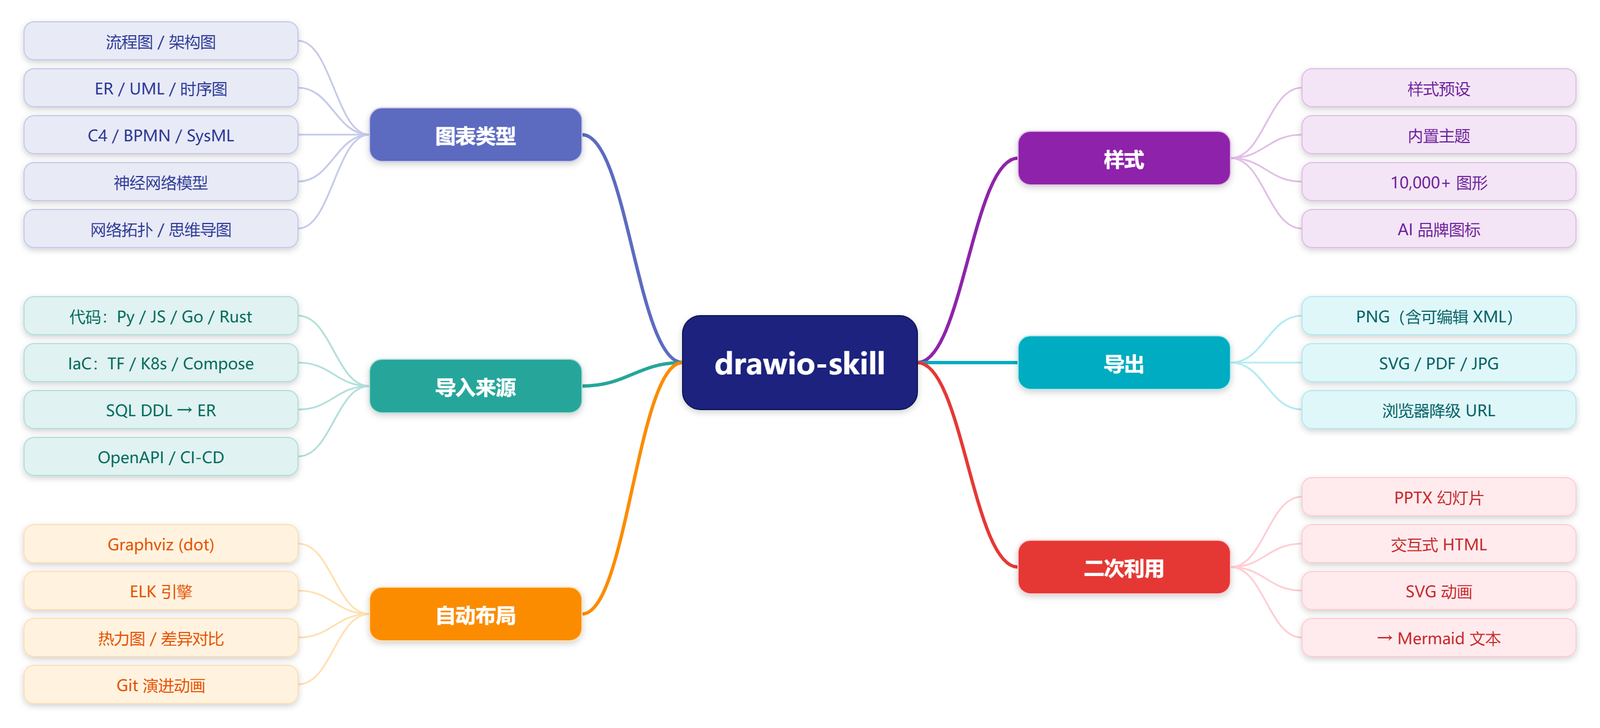 流程图 / 架构图
ER / UML / 时序图
C4 / BPMN / SysML
神经网络模型
网络拓扑 / 思维导图
图表类型
代码：Py / JS / Go / Rust
IaC：TF / K8s / Compose
SQL DDL → ER
OpenAPI / CI-CD
导入来源
Graphviz (dot)
ELK 引擎
热力图 / 差异对比
Git 演进动画
自动布局
drawio-skill
样式
样式预设
内置主题
10,000+ 图形
AI 品牌图标
导出
PNG（含可编辑 XML）
SVG / PDF / JPG
浏览器降级 URL
二次利用
PPTX 幻灯片
交互式 HTML
SVG 动画
→ Mermaid 文本